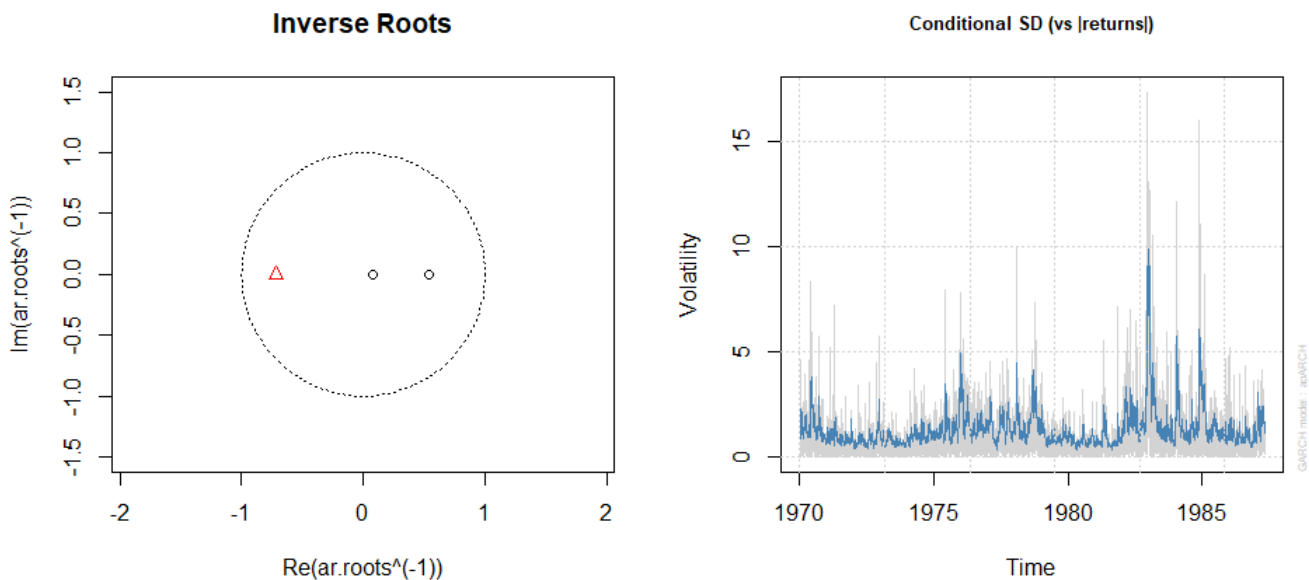 Inverse Roots
Im(ar.roots^(-1))
1.5
1.0
0.5
0.0
-0.5
-1.0
-1.5
-2
-1
0
1
2
Re(ar.roots^(-1))
Conditional SD (vs |returns|)
Volatility
15
10
5
0
1970
1975
1980
1985
Time
GARCH model : apARCH